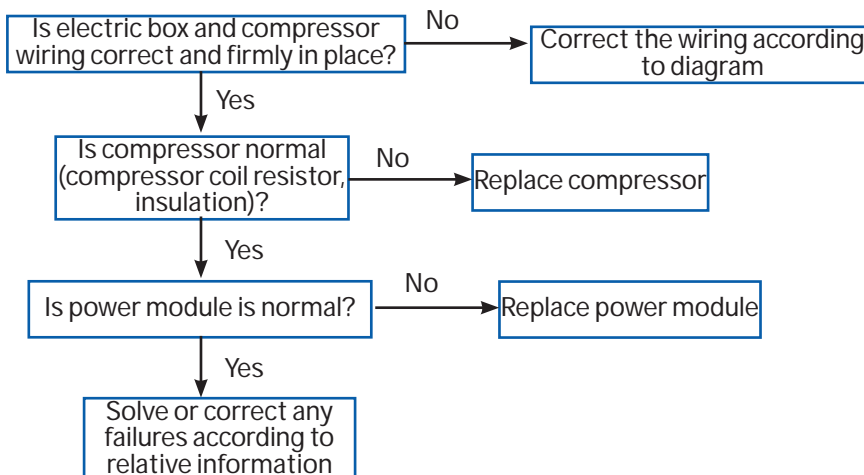 Is electric box and compressor
wiring correct and firmly in place?
No
Correct the wiring according
to diagram
Yes
Is compressor normal
(compressor coil resistor,
insulation)?
No
Replace compressor
Yes
Is power module is normal?
No
Replace power module
Yes
Solve or correct any
failures according to
relative information